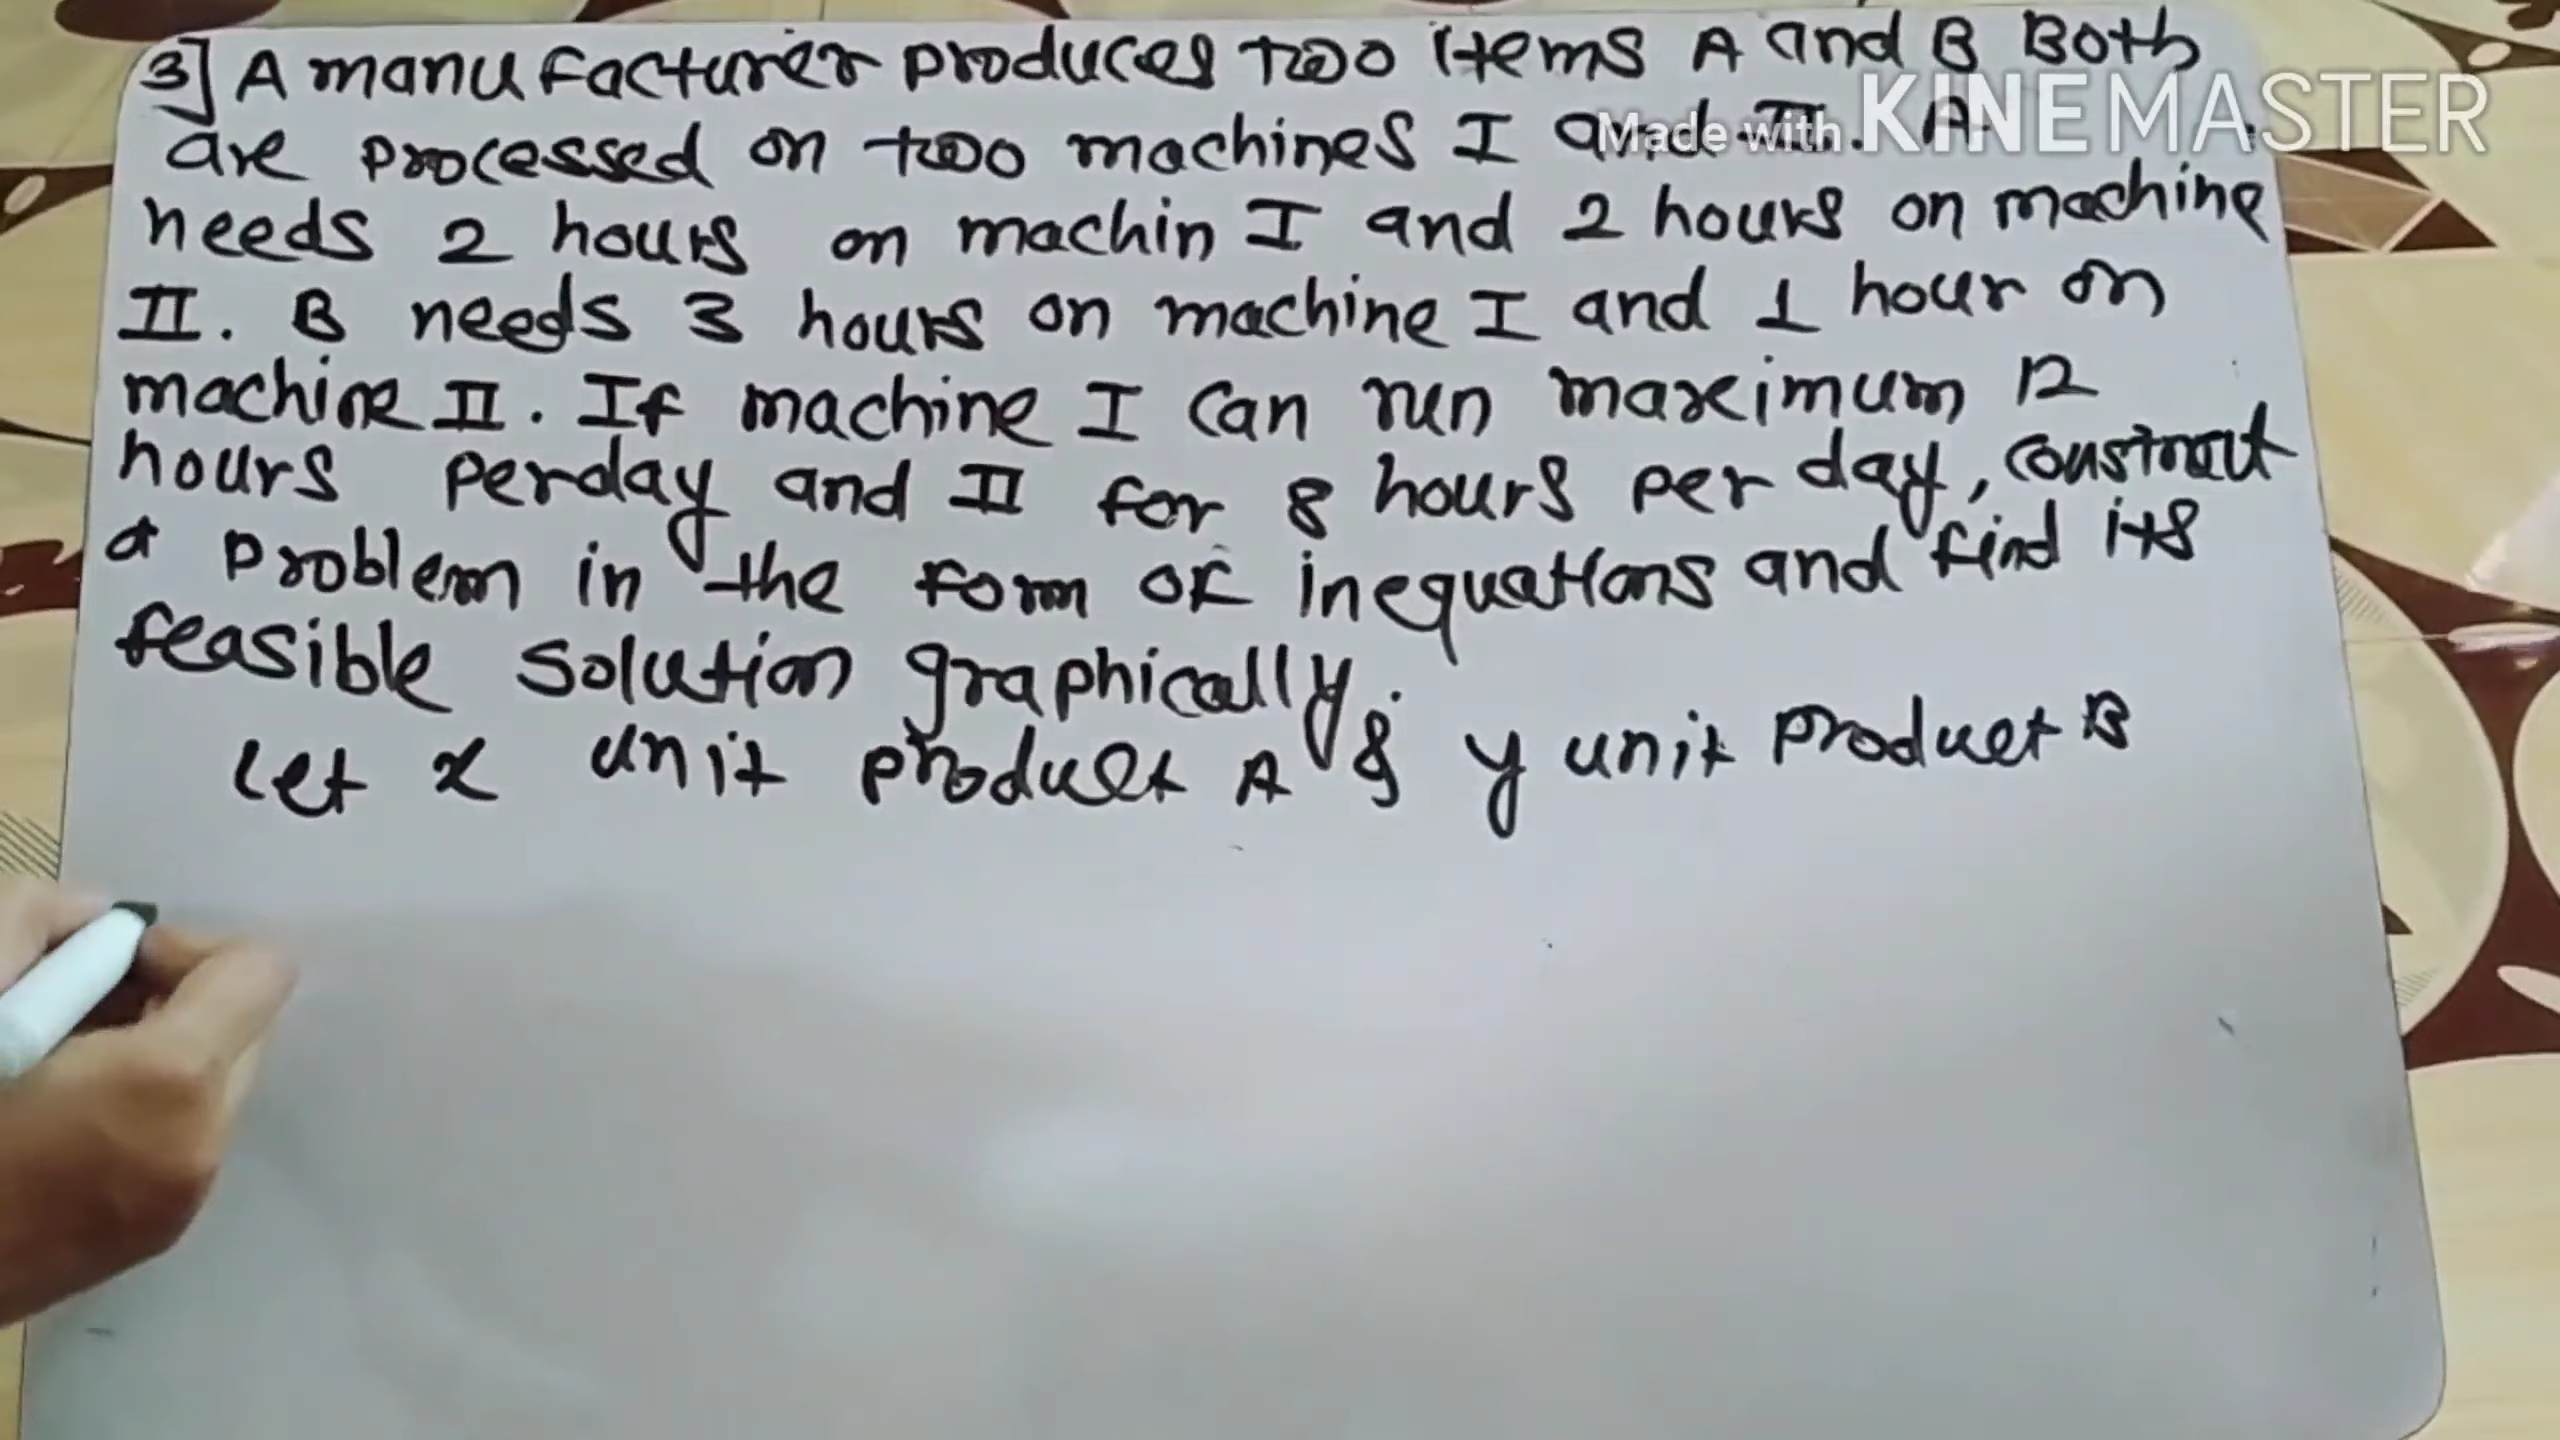 3] A manufacturer produces two items A and B Both
are processed on two machines I and II. A
Made with KINEMASTER
needs 2 hours on machin I and 2 hours on machine
II. B needs 3 hours on machine I and 1 hour on
machine II. If machine I can run maximum 12
hours perday and II for 8 hours per day, construct
a problem in the form of inequations and find its
feasible solution graphically.
Let x unit product A & y unit product B